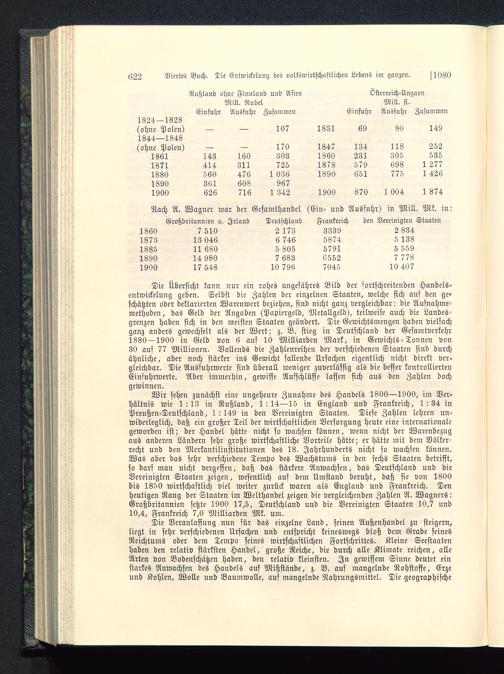 622 Viertes Buch. Die Entwickelung des volkswirtschaftlichen Lebens im ganzen. [1080
Rußland ohne Finnland und Asien Österreich-Ungarn
Mill. Rubel Mill. fl.
Einfuhr Ausfuhr Zusammen Einfuhr Ausfuhr Zusammen
1824—1828
(ohne Polen) — — 107 1831 69 80 149
1844—1848
(ohne Polen) — — 170 1847 134 118 252
1861 143 160 303 1860 231 305 535
1871 414 311 725 1878 579 698 1 277
1880 560 476 1 036 1890 651 775 1 426
1890 361 608 967
1900 626 716 1 342 1900 870 1 004 1 874
Nach A. Wagner war der Gesamthandel (Ein- und Ausfuhr) in Mill. Mk. in:
Großbritannien u. Irland Deutschland Frankreich den Vereinigten Staaten
1860 7 510 2 173 3339 2 834
1873 13 046 6 746 5874 5 138
1885 11 680 5 805 5791 5 559
1890 14 980 7 683 6552 7 778
1900 17 548 10 796 7045 10 407
Die Übersicht kann nur ein rohes ungefähres Bild der fortschreitenden Handels-
entwickelung geben. Selbst die Zahlen der einzelnen Staaten, welche sich auf den ge-
schätzten oder deklarierten Warenwert beziehen, sind nicht ganz vergleichbar: die Aufnahme-
methoden, das Geld der Angaben (Papiergeld, Metallgeld), teilweise auch die Landes-
grenzen haben sich in den meisten Staaten geändert. Die Gewichtsmengen haben vielfach
ganz anders gewechselt als der Wert; z. B. stieg in Deutschland der Gesamtverkehr
1880—1900 in Geld von 6 auf 10 Milliarden Mark, in Gewichts-Tonnen von
30 auf 77 Millionen. Vollends die Zahlenreihen der verschiedenen Staaten sind durch
ähnliche, aber noch stärker ins Gewicht fallende Ursachen eigentlich nicht direkt ver-
gleichbar. Die Ausfuhrwerte sind überall weniger zuverlässig als die besser kontrollierten
Einfuhrwerte. Aber immerhin, gewisse Aufschlüsse lassen sich aus den Zahlen doch
gewinnen.
Wir sehen zunächst eine ungeheure Zunahme des Handels 1800—1900, im Ver-
hältnis wie 1 : 13 in Rußland, 1 : 14—15 in England und Frankreich, 1 : 34 in
Preußen-Deutschland, 1 : 149 in den Vereinigten Staaten. Diese Zahlen lehren un-
widerleglich, daß ein großer Teil der wirtschaftlichen Versorgung heute eine internationale
geworden ist; der Handel hätte nicht so wachsen können, wenn nicht der Warenbezug
aus anderen Ländern sehr große wirtschaftliche Vorteile hätte; er hätte mit dem Völker-
recht und den Merkantilinstitutionen des 18. Jahrhunderts nicht so wachsen können.
Was aber das sehr verschiedene Tempo des Wachstums in den sechs Staaten betrifft,
so darf man nicht vergessen, daß das stärkere Anwachsen, das Deutschland und die
Vereinigten Staaten zeigen, wesentlich auf dem Umstand beruht, daß sie von 1800
bis 1850 wirtschaftlich viel weiter zurück waren als England und Frankreich. Den
heutigen Rang der Staaten im Welthandel zeigen die vergleichenden Zahlen A. Wagners:
Großbritannien setzte 1900 17,5, Deutschland und die Vereinigten Staaten 10,7 und
10,4, Frankreich 7,0 Milliarden Mk. um.
Die Veranlassung nun für das einzelne Land, seinen Außenhandel zu steigern,
liegt in sehr verschiedenen Ursachen und entspricht keineswegs bloß dem Grade seines
Reichtums oder dem Tempo seines wirtschaftlichen Fortschrittes. Kleine Seestaaten
haben den relativ stärksten Handel, große Reiche, die durch alle Klimate reichen, alle
Arten von Bodenschätzen haben, den relativ kleinsten. In gewissem Sinne deutet ein
starkes Anwachsen des Handels auf Mißstände, z. B. auf mangelnde Rohstoffe, Erze
und Kohlen, Wolle und Baumwolle, auf mangelnde Nahrungsmittel. Die geographische